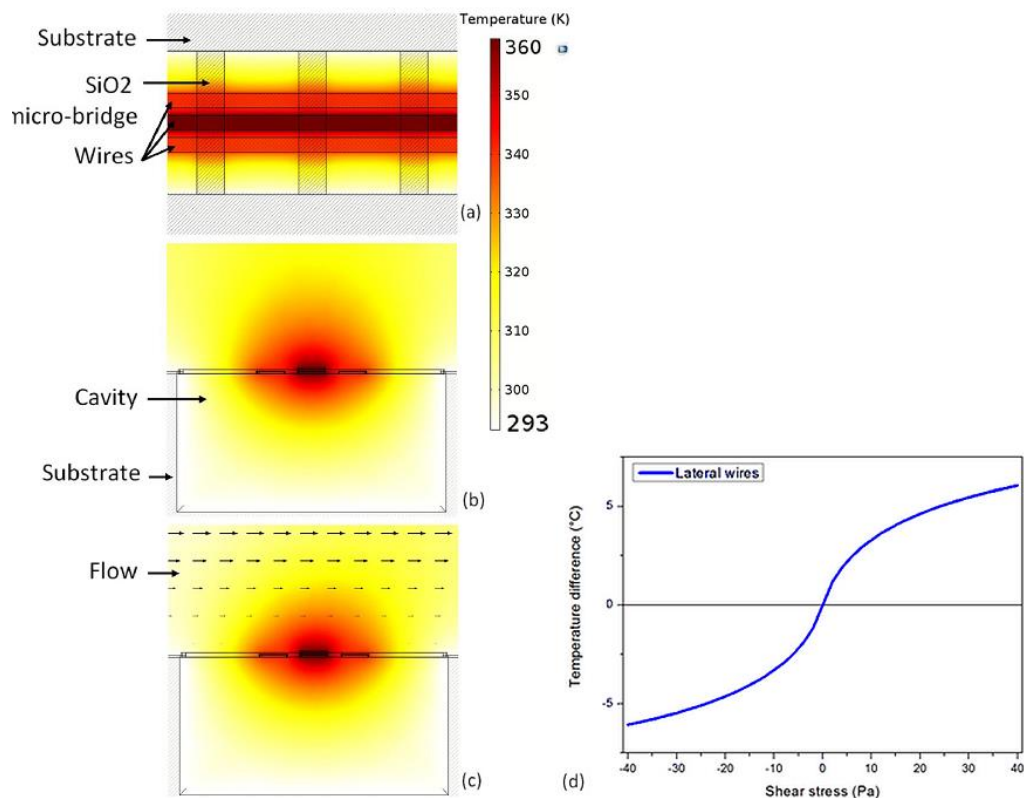 Temperature (K)
Substrate
SiO2
micro-bridge
Wires
360
350
340
330
320
310
300
293
(a)
Cavity
Substrate
(b)
Flow
(c)
Lateral wires
Temperature difference (°C)
5
0
-5
-40
-30
-20
-10
0
10
20
30
40
Shear stress (Pa)
(d)